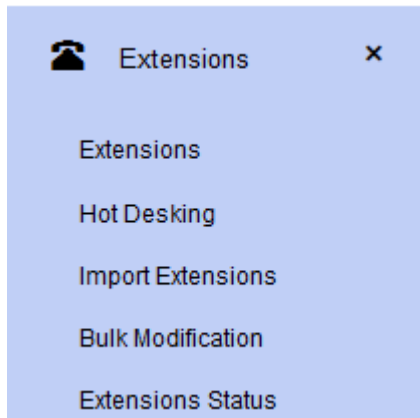 Extensions
Extensions
Hot Desking
Import Extensions
Bulk Modification
Extensions Status